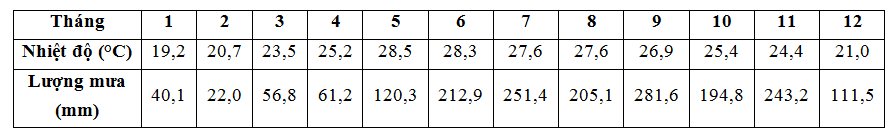 Tháng 1 2 3 4 5 6 7 8 9 10 11 12
Nhiệt độ (°C) 19,2 20,7 23,5 25,2 28,5 28,3 27,6 27,6 26,9 25,4 24,4 21,0
Lượng mưa (mm) 40,1 22,0 56,8 61,2 120,3 212,9 251,4 205,1 281,6 194,8 243,2 111,5